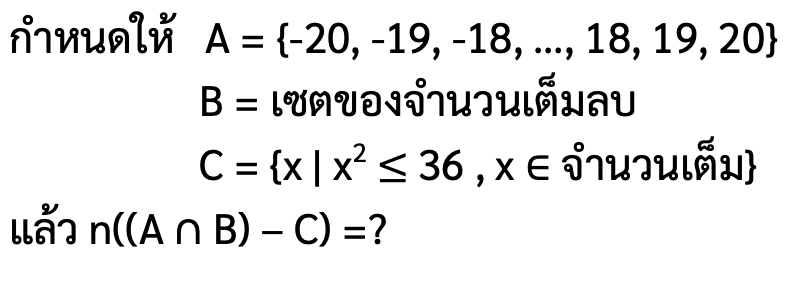 กำหนดให้ A = {-20, -19, -18, ..., 18, 19, 20}
B = เซตของจำนวนเต็มลบ
C = {x | x² ≤ 36 , x ∈ จำนวนเต็ม}
แล้ว n((A ∩ B) – C) =?